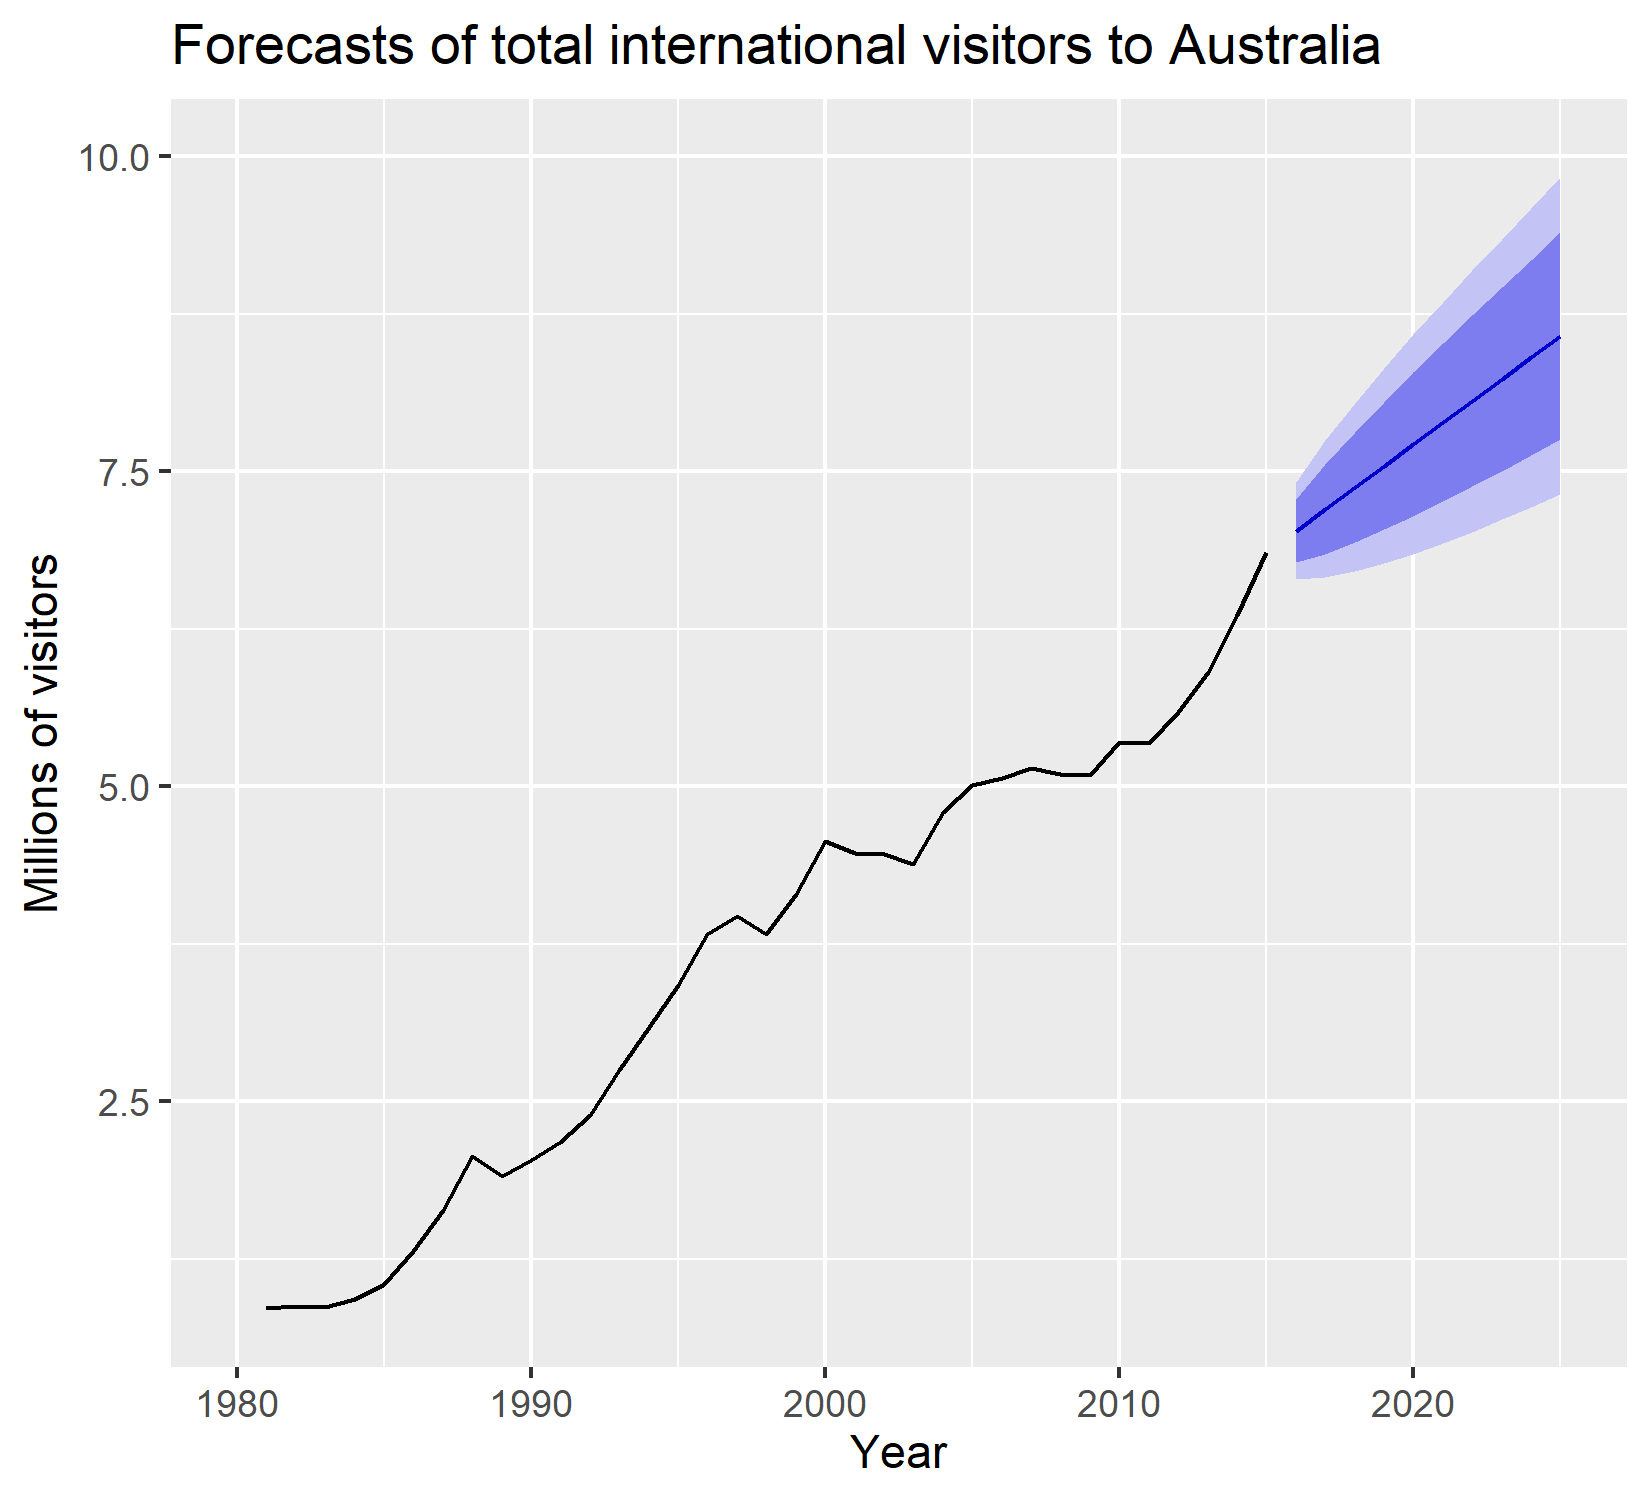 Forecasts of total international visitors to Australia
10.0
7.5
5.0
2.5
Millions of visitors
1980 1990 2000 2010 2020
Year